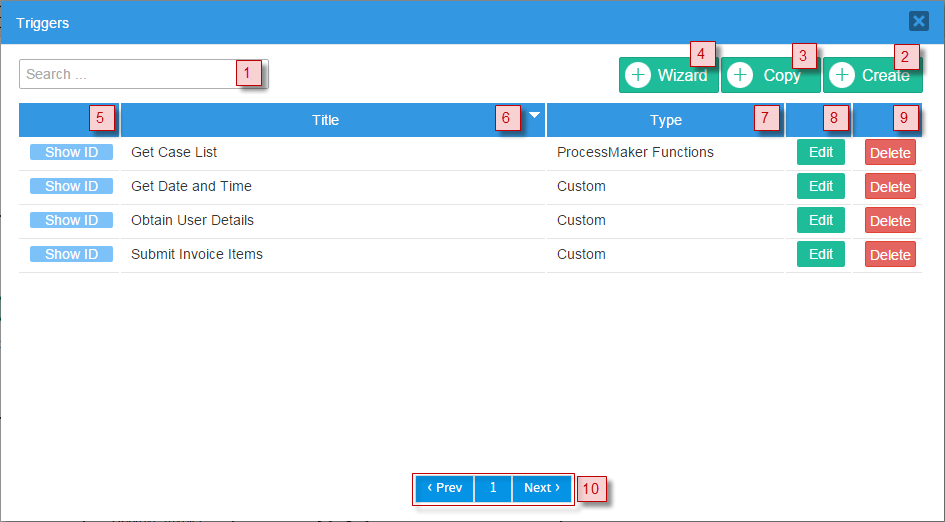 Triggers
Search ... 1 Wizard 4 Copy 3 Create 2
5 Title 6 Type 7 8 9
Show ID Get Case List ProcessMaker Functions Edit Delete
Show ID Get Date and Time Custom Edit Delete
Show ID Obtain User Details Custom Edit Delete
Show ID Submit Invoice Items Custom Edit Delete
‹ Prev 1 Next › 10